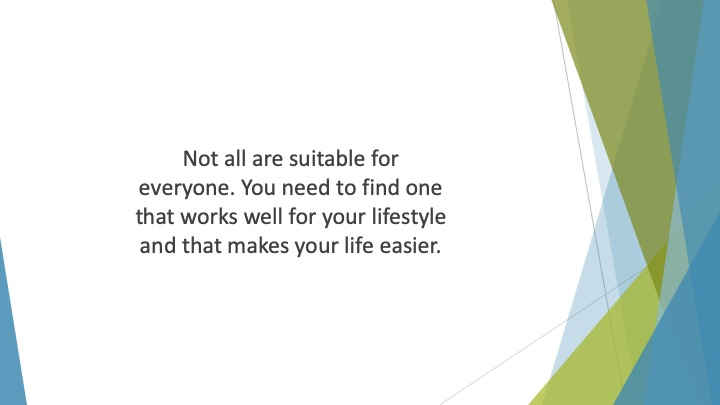 Not all are suitable for
everyone. You need to find one
that works well for your lifestyle
and that makes your life easier.